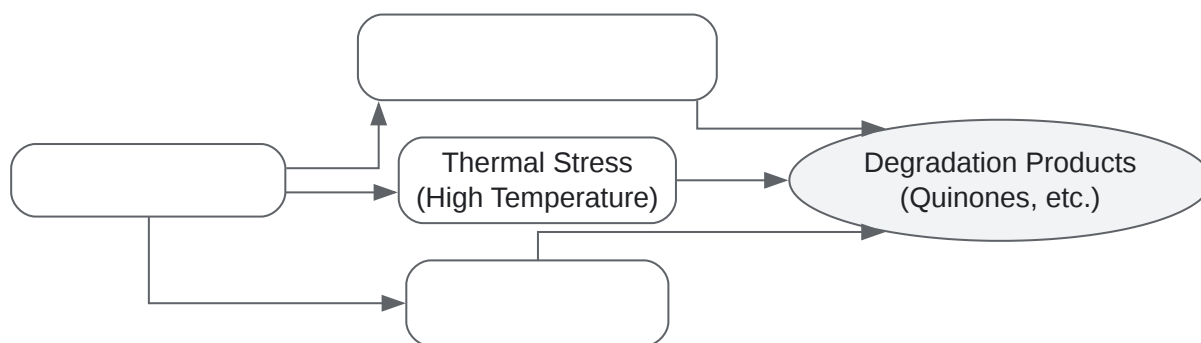 Thermal Stress
(High Temperature)
Degradation Products
(Quinones, etc.)